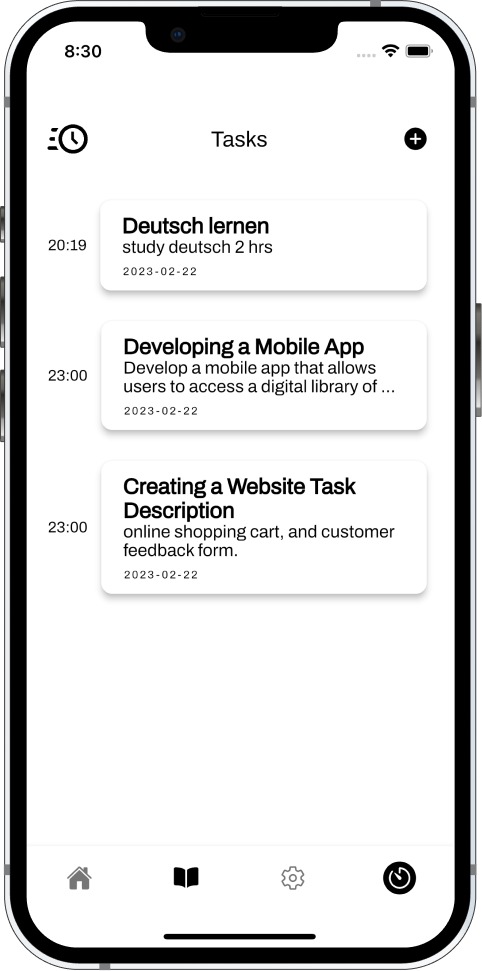 8:30
Tasks
20:19
Deutsch lernen
study deutsch 2 hrs
2023-02-22
23:00
Developing a Mobile App
Develop a mobile app that allows
users to access a digital library of ...
2023-02-22
23:00
Creating a Website Task
Description
online shopping cart, and customer
feedback form.
2023-02-22